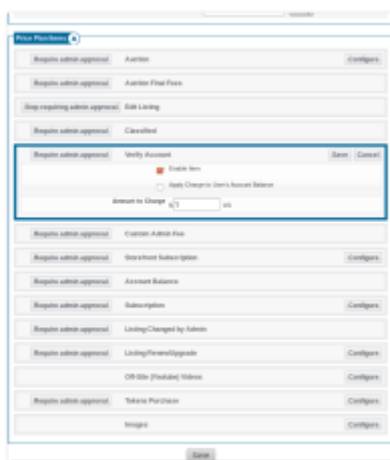 Price Plan Items
Require admin approval Auction Configure
Require admin approval Auction Final Fees
Stop requiring admin approval Edit Listing
Require admin approval Classified
Require admin approval Verify Account Save Cancel
Enable Item
Apply Charge to User's Account Balance
Amount to Charge $
Require admin approval Custom Admin Fee
Require admin approval Storefront Subscription Configure
Require admin approval Account Balance
Require admin approval Subscription Configure
Require admin approval Listing Changed by Admin
Require admin approval Listing Renew/Upgrade Configure
Off-Site (Youtube) Videos Configure
Require admin approval Tokens Purchase Configure
Images Configure
Save